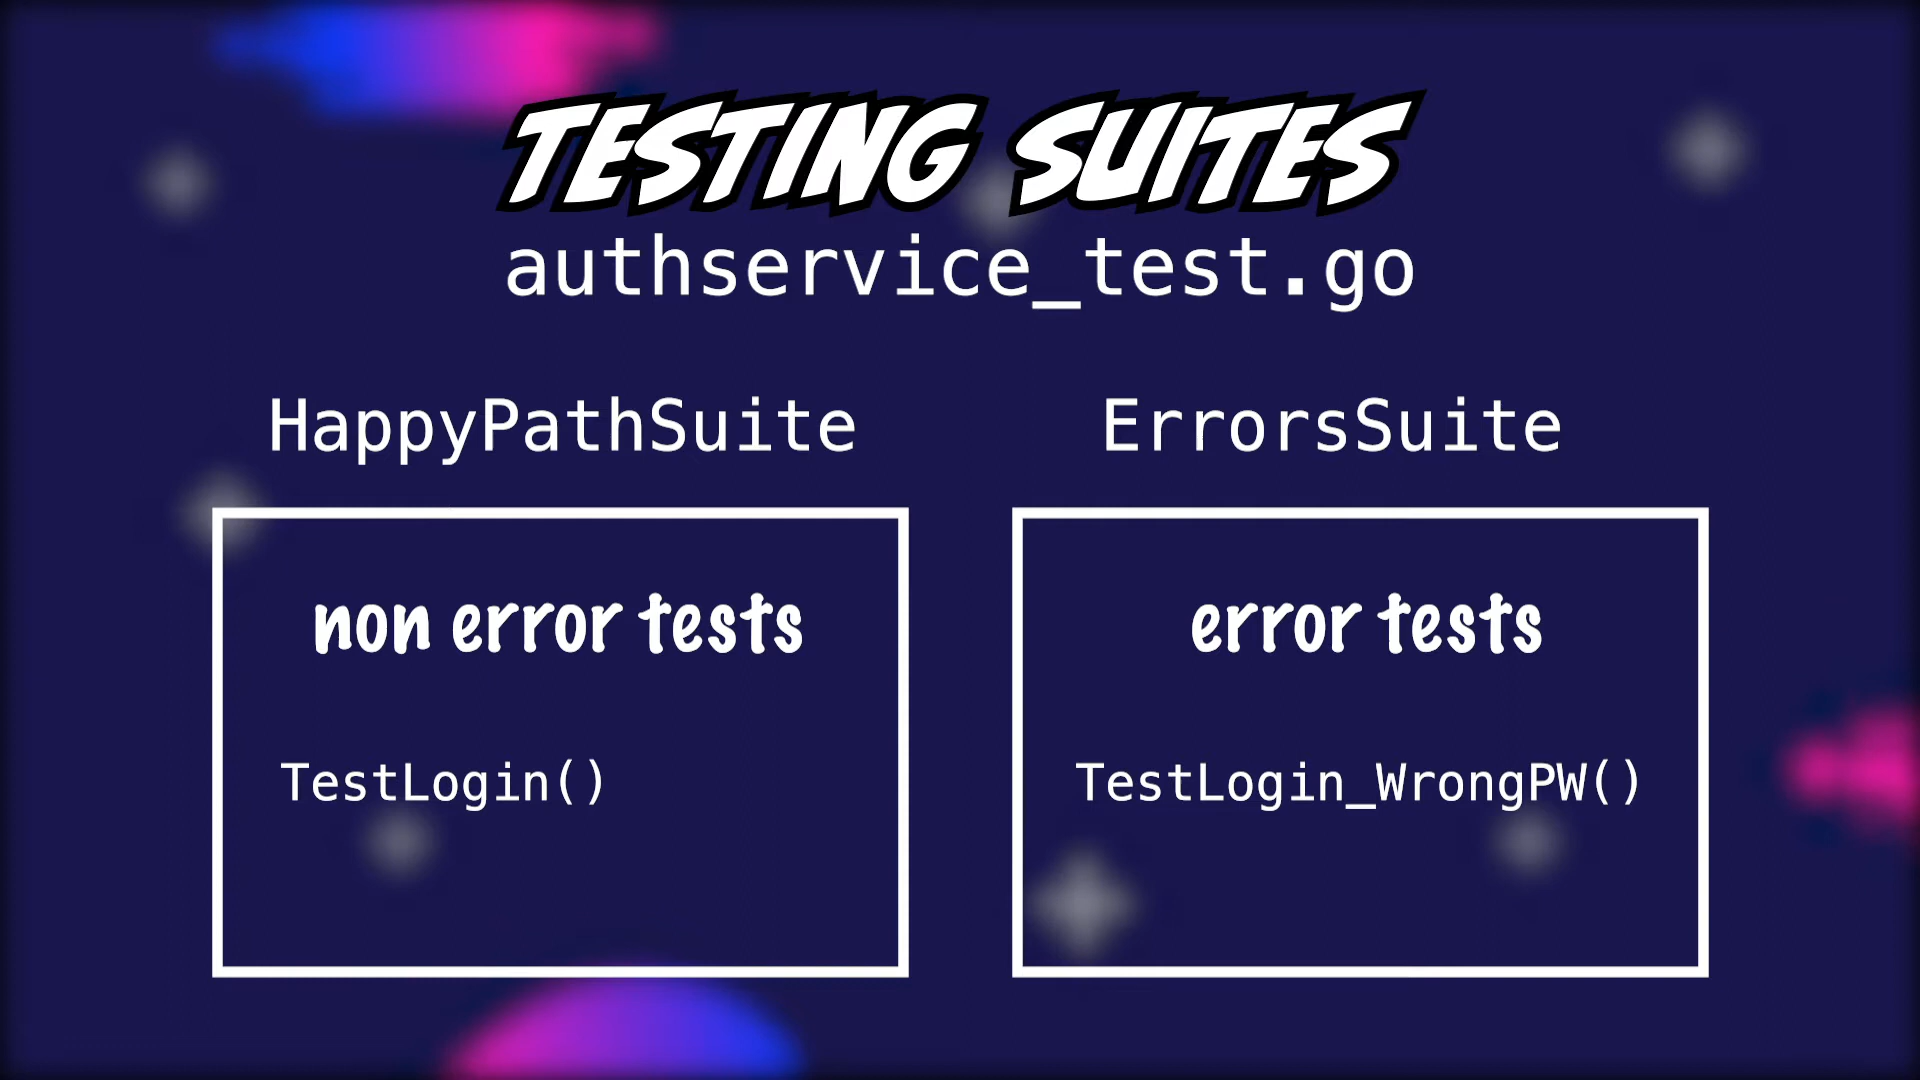 TESTING SUITES
authservice_test.go
HappyPathSuite
non error tests
TestLogin()
ErrorsSuite
error tests
TestLogin_WrongPW()